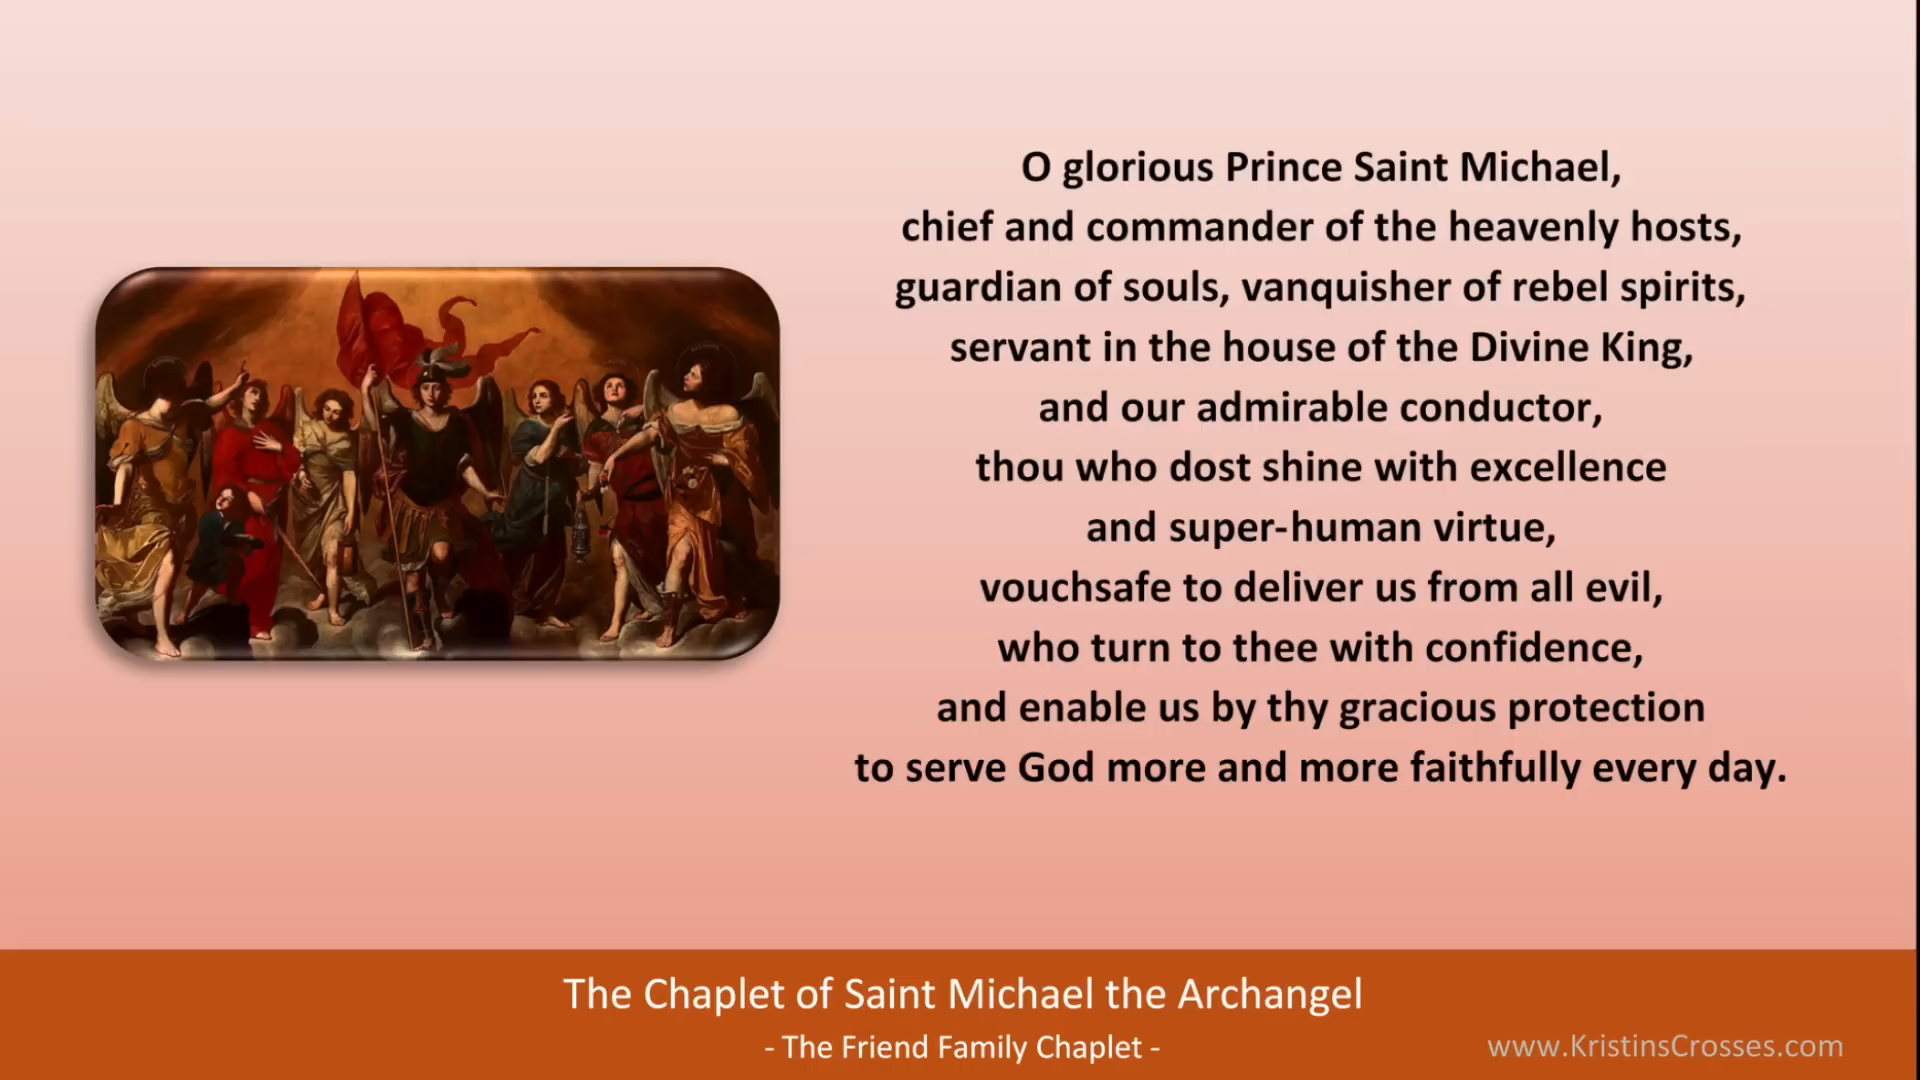 O glorious Prince Saint Michael,
chief and commander of the heavenly hosts,
guardian of souls, vanquisher of rebel spirits,
servant in the house of the Divine King,
and our admirable conductor,
thou who dost shine with excellence
and super-human virtue,
vouchsafe to deliver us from all evil,
who turn to thee with confidence,
and enable us by thy gracious protection
to serve God more and more faithfully every day.
The Chaplet of Saint Michael the Archangel
- The Friend Family Chaplet -
www.KristinsCrosses.com